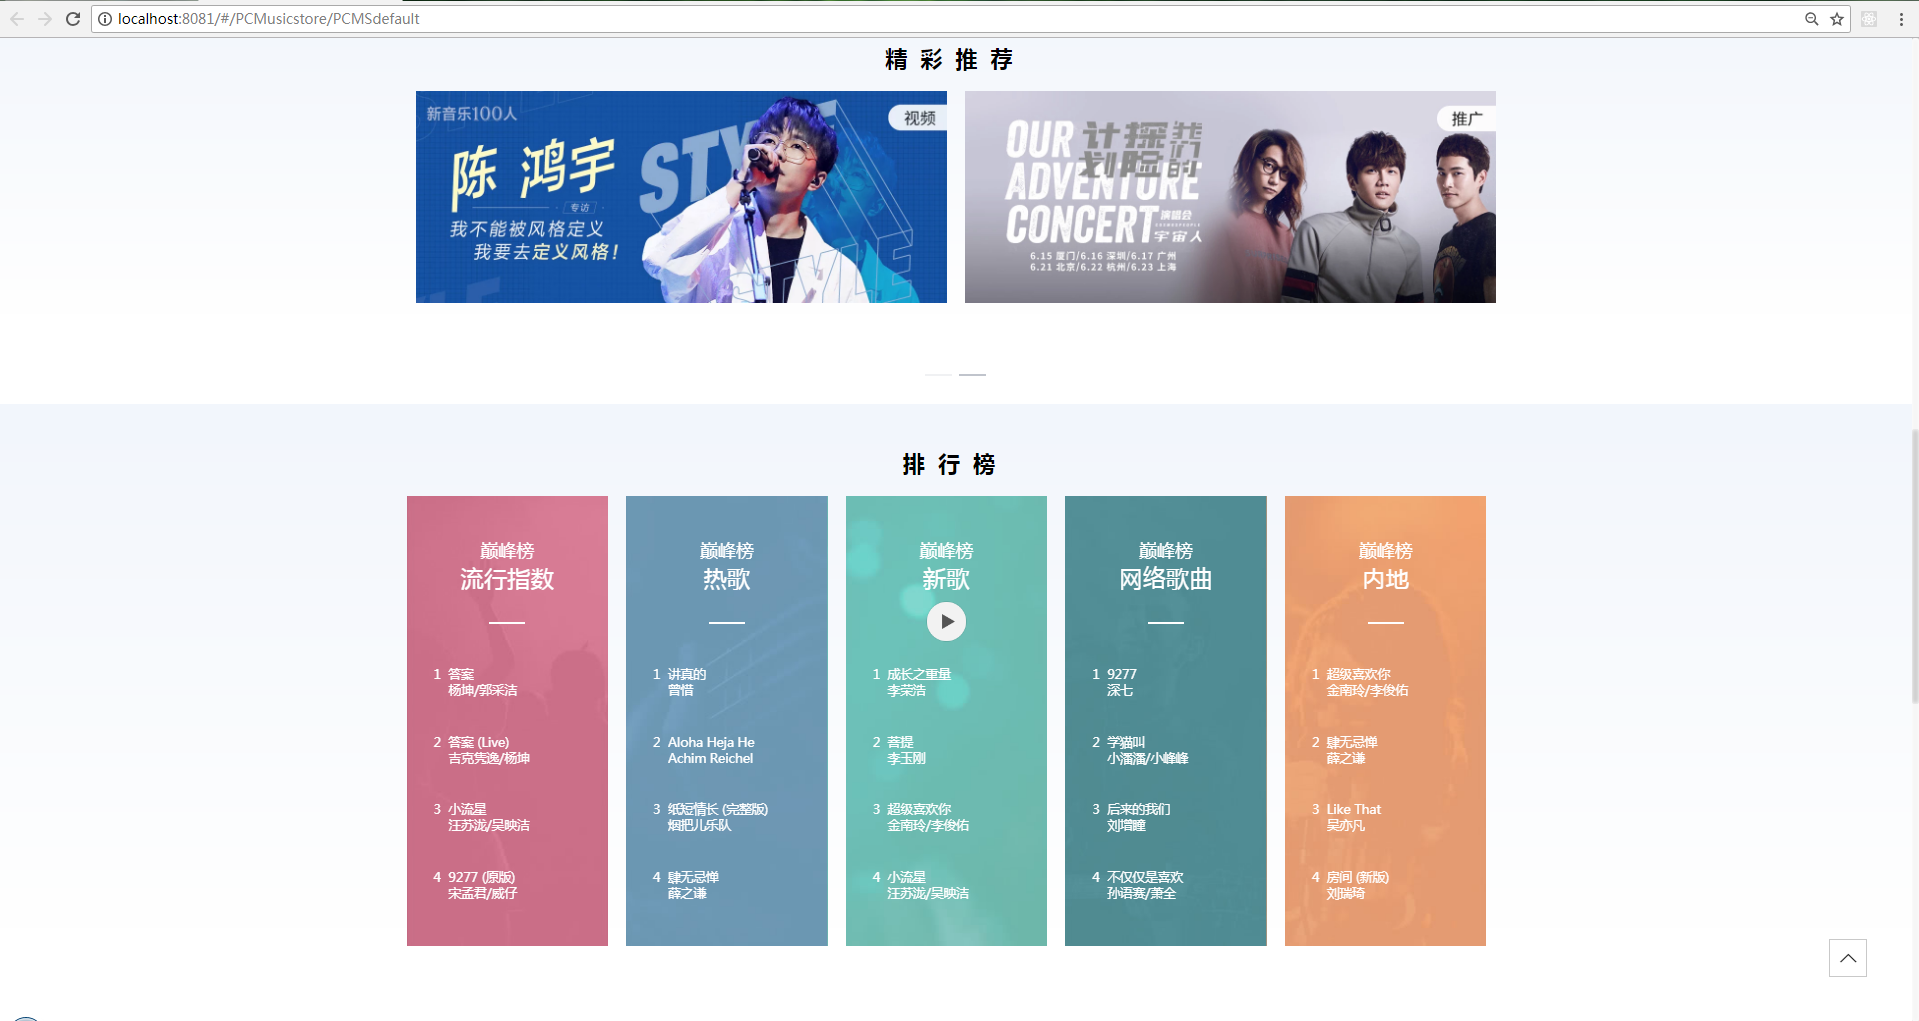 localhost:8081/#/PCMusicstore/PCMSdefault
精彩推荐
新音乐100人
视频
陈鸿宇
STYLE
专访
我不能被风格定义
我要去定义风格!
推广
OUR
ADVENTURE
CONCERT
我们的
探险
计划
演唱会
宇宙人
6.15 厦门/6.16 深圳/6.17 广州
6.21 北京/6.22 杭州/6.23 上海
排行榜
巅峰榜
流行指数
1 答案
杨坤/郭采洁
2 答案 (Live)
吉克隽逸/杨坤
3 小流星
汪苏泷/吴映洁
4 9277 (原版)
宋孟君/威仔
巅峰榜
热歌
1 讲真的
曾惜
2 Aloha Heja He
Achim Reichel
3 纸短情长 (完整版)
烟把儿乐队
4 肆无忌惮
薛之谦
巅峰榜
新歌
1 成长之重量
李荣浩
2 菩提
李玉刚
3 超级喜欢你
金南玲/李俊佑
4 小流星
汪苏泷/吴映洁
巅峰榜
网络歌曲
1 9277
深七
2 学猫叫
小潘潘/小峰峰
3 后来的我们
刘增瞳
4 不仅仅是喜欢
孙语赛/萧全
巅峰榜
内地
1 超级喜欢你
金南玲/李俊佑
2 肆无忌惮
薛之谦
3 Like That
吴亦凡
4 房间 (新版)
刘瑞琦